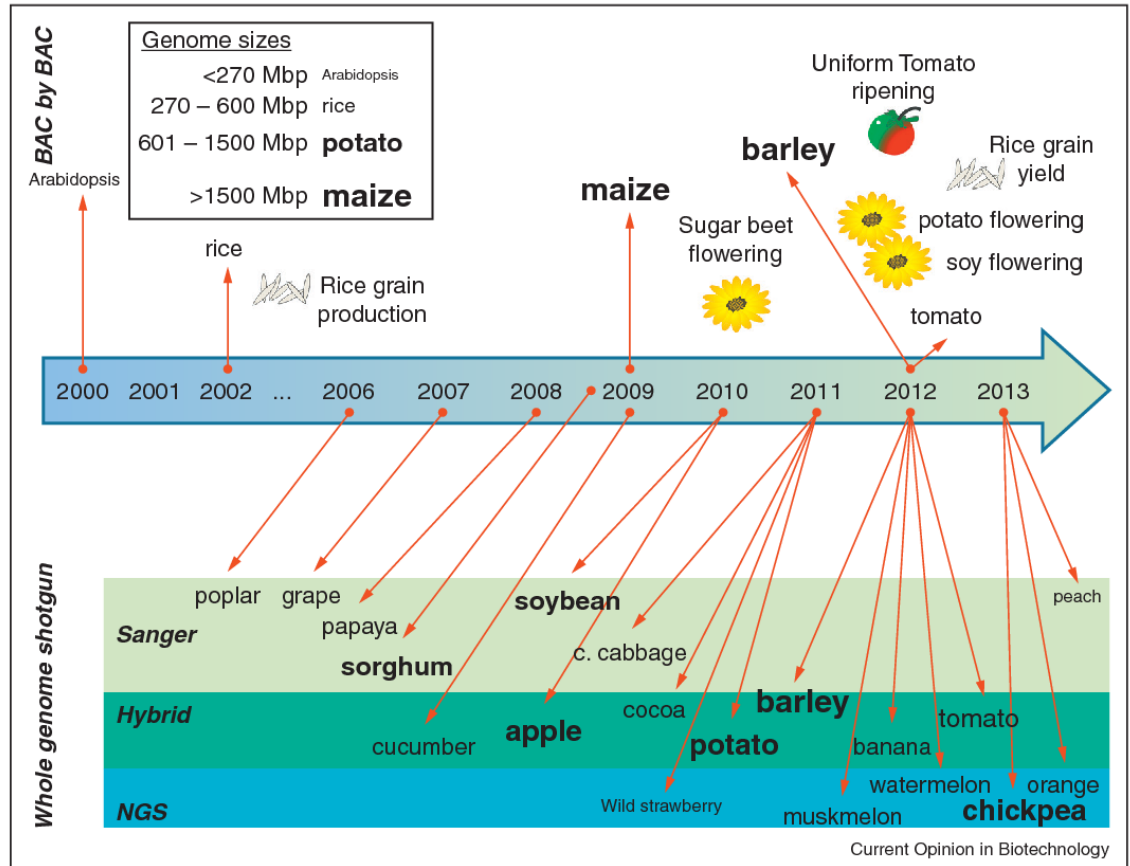 BAC by BAC
Genome sizes
<270 Mbp Arabidopsis
270 – 600 Mbp rice
601 – 1500 Mbp potato
>1500 Mbp maize
Arabidopsis
rice
Rice grain
production
maize
Sugar beet
flowering
barley
Uniform Tomato
ripening
Rice grain
yield
potato flowering
soy flowering
tomato
2000 2001 2002 ... 2006 2007 2008 2009 2010 2011 2012 2013
Whole genome shotgun
Sanger
poplar
grape
papaya
sorghum
soybean
c. cabbage
peach
Hybrid
cucumber
apple
cocoa
potato
barley
banana
tomato
NGS
Wild strawberry
muskmelon
watermelon
chickpea
orange
Current Opinion in Biotechnology